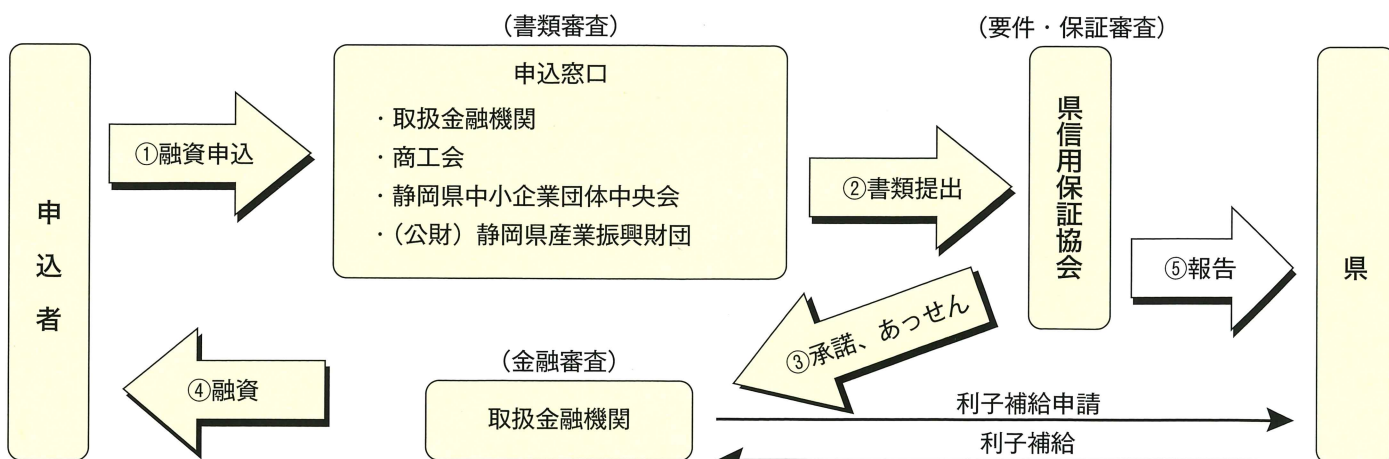 (書類審査)
(要件・保証審査)
申込者
①融資申込
申込窓口
・取扱金融機関
・商工会
・静岡県中小企業団体中央会
・(公財)静岡県産業振興財団
②書類提出
県信用保証協会
⑤報告
県
③承諾、あっせん
④融資
(金融審査)
取扱金融機関
利子補給申請
利子補給